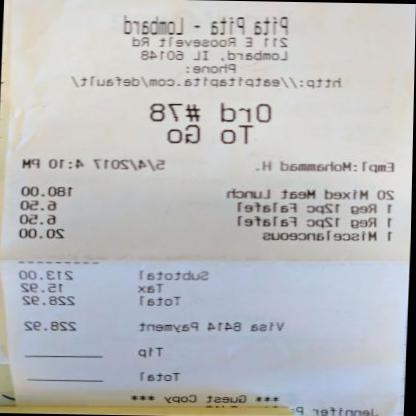 Pita Pita - Lombard
211 E Roosevelt Rd
Lombard, IL 60148
Phone:
http://eatpitapita.com/default/
Ord #78
To Go
Empl:Mohammad H. 5/4/2017 4:10 PM
20 Mixed Meat Lunch 180.00
1 Reg 12pc Falafel 6.50
1 Reg 12pc Falafel 6.50
1 Miscellaneous 20.00
Subtotal 213.00
Tax 15.92
Total 228.92
Visa 8414 Payment 228.92
Tip
Total
*** Guest Copy ***
Jennifer